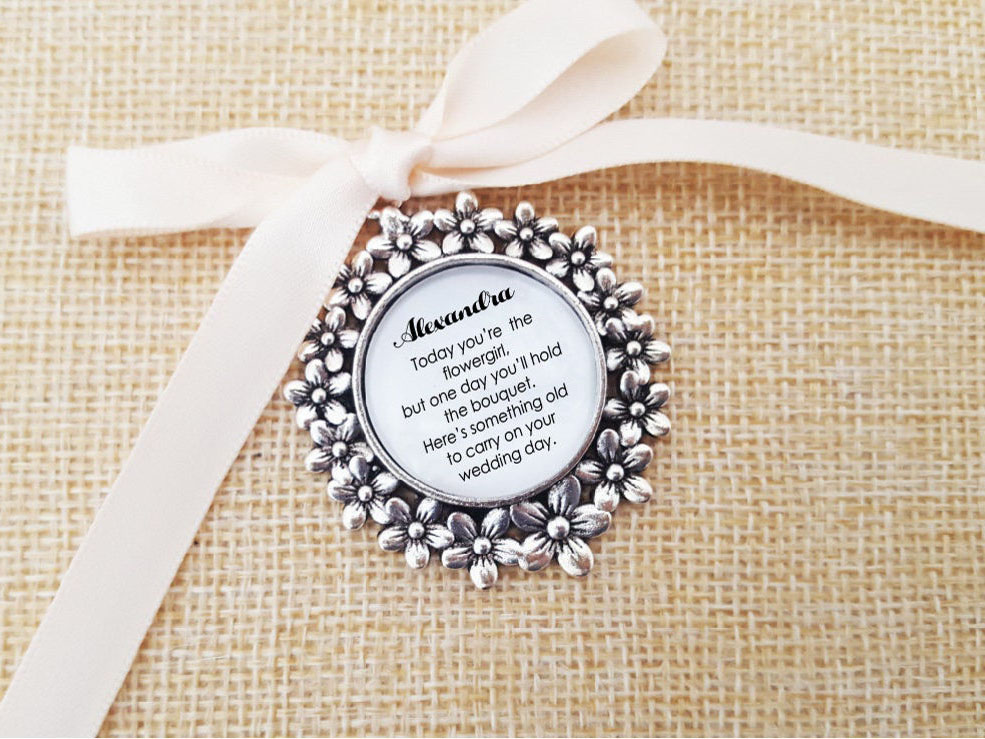 Alexandra
Today you're the
flowergirl,
but one day you'll hold
the bouquet.
Here's something old
to carry on your
wedding day.